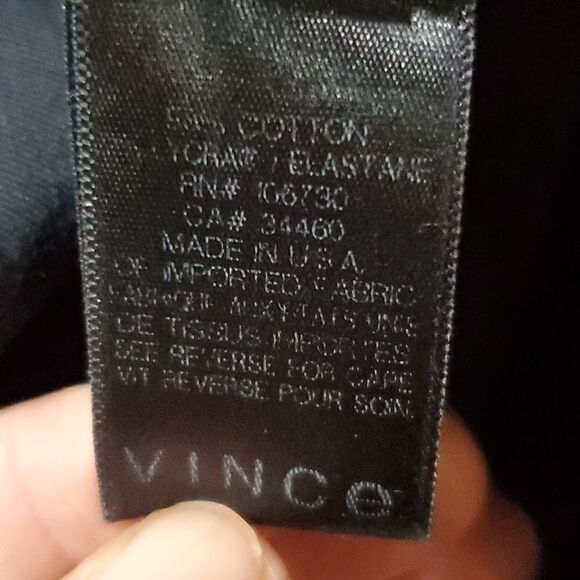 COTTON
ELASTANE
RN# 106730
CA# 34460
MADE IN U.S.A.
OF IMPORTED FABRIC
FABRIQUE AUX ETATS UNIS
DE TISSUS IMPORTES
SEE REVERSE FOR CARE
REVERSE POUR SOIN
VINCe